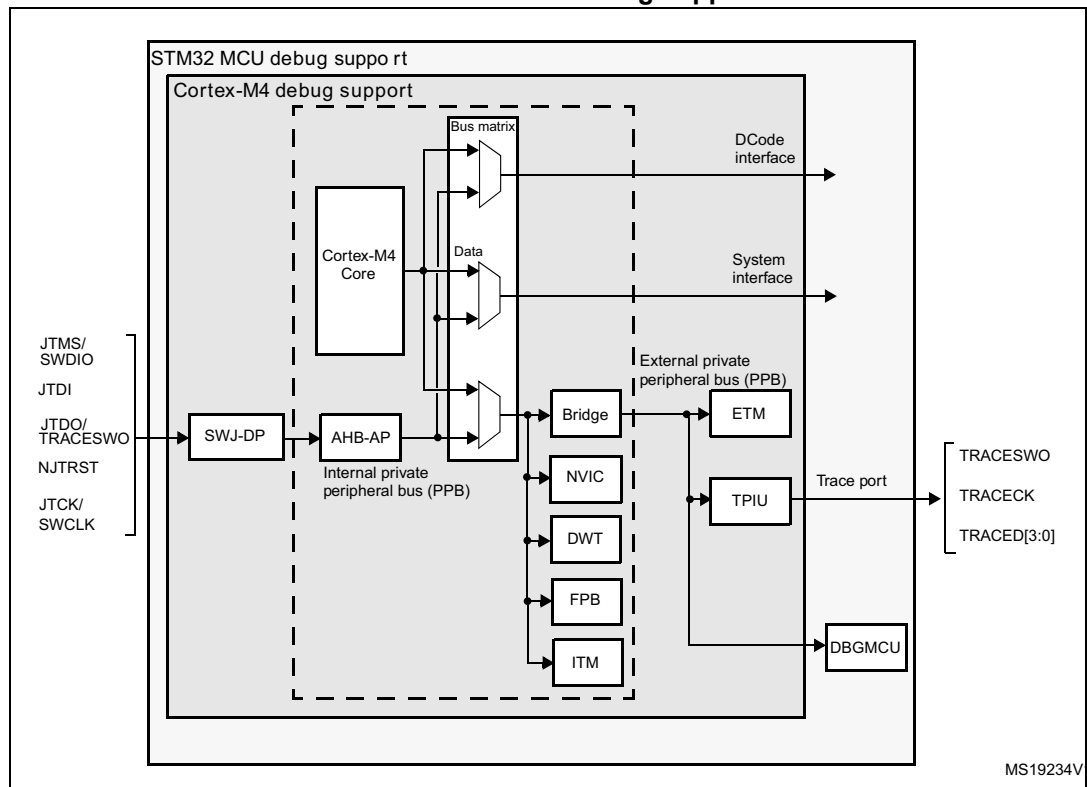 STM32 MCU debug suppo rt
Cortex-M4 debug support
Bus matrix
DCode
interface
Cortex-M4
Core
Data
System
interface
JTMS/
SWDIO
JTDI
JTDO/
TRACESWO
NJTRST
JTCK/
SWCLK
SWJ-DP
AHB-AP
Internal private
peripheral bus (PPB)
External private
peripheral bus (PPB)
Bridge
NVIC
DWT
FPB
ITM
ETM
TPIU
Trace port
TRACESWO
TRACECK
TRACED[3:0]
DBGMCU
MS19234V